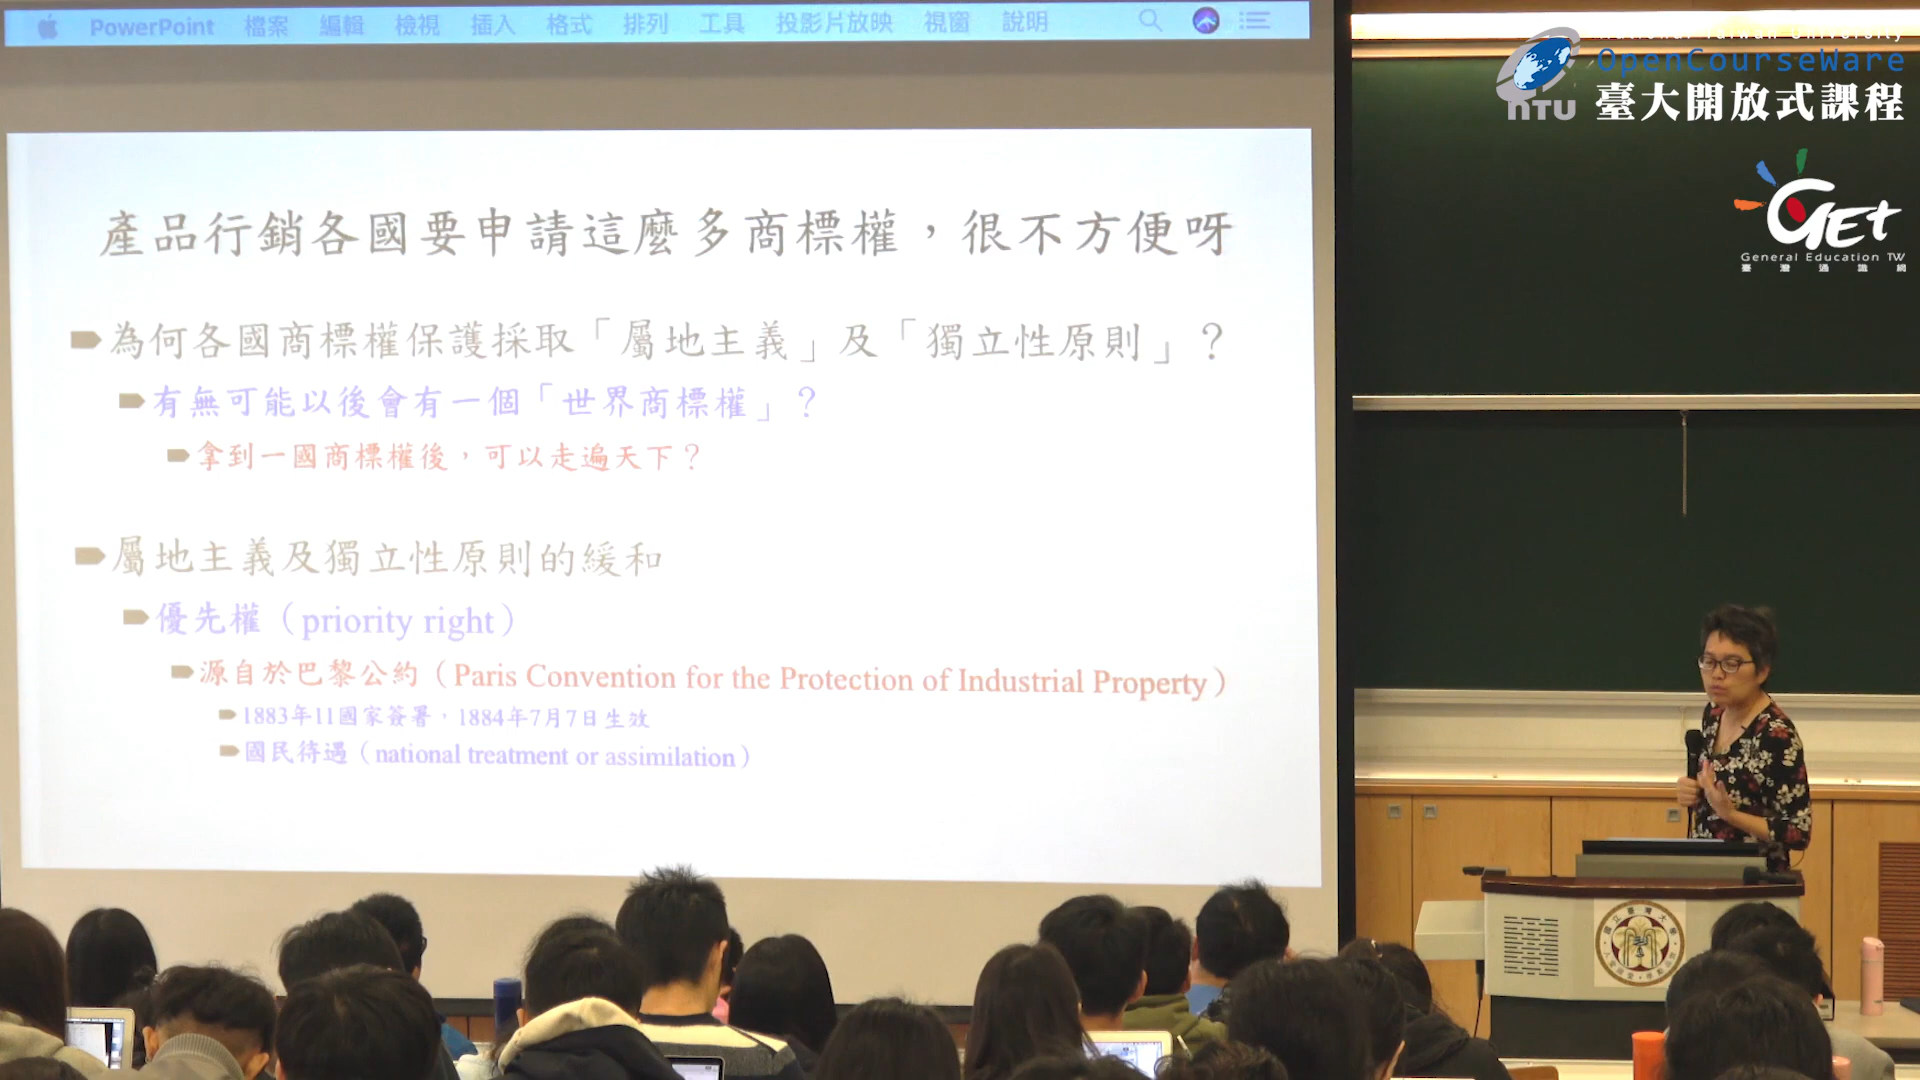 PowerPoint 檔案 編輯 檢視 插入 格式 排列 工具 投影片放映 視窗 說明
National Taiwan University
OpenCourseWare
NTU 臺大開放式課程
GET
General Education TW
臺灣通識網
產品行銷各國要申請這麼多商標權，很不方便呀
為何各國商標權保護採取「屬地主義」及「獨立性原則」？
有無可能以後會有一個「世界商標權」？
拿到一國商標權後，可以走遍天下？
屬地主義及獨立性原則的緩和
優先權（priority right）
源自於巴黎公約（Paris Convention for the Protection of Industrial Property）
1883年11國家簽署，1884年7月7日生效
國民待遇（national treatment or assimilation）